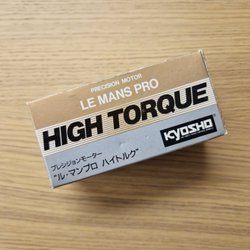 PRECISION MOTOR
LE MANS PRO
HIGH TORQUE
KYOSHO
プレシジョンモーター
"ル・マンプロ ハイトルク"